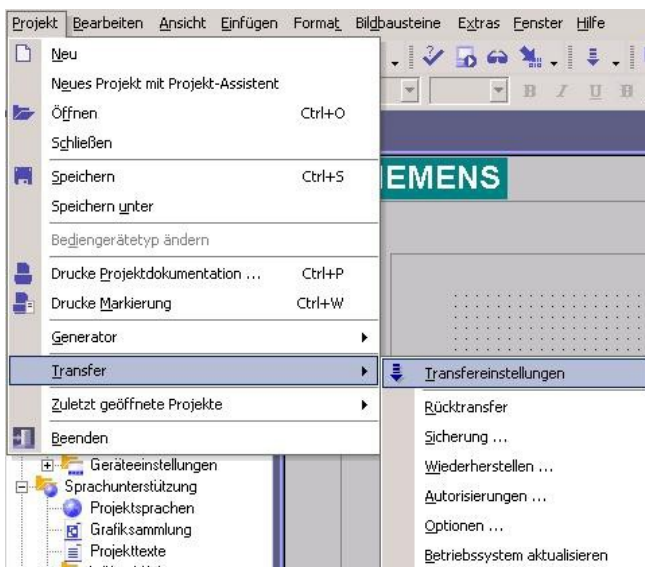 Projekt Bearbeiten Ansicht Einfügen Format Bildbausteine Extras Fenster Hilfe
Neu
Neues Projekt mit Projekt-Assistent
Öffnen Ctrl+O
Schließen
Speichern Ctrl+S
Speichern unter
Bediengerätetyp ändern
Drucke Projektdokumentation ... Ctrl+P
Drucke Markierung Ctrl+W
Generator
Transfer
Zuletzt geöffnete Projekte
Beenden
B I U
EMENS
Transfereinstellungen
Rücktransfer
Sicherung ...
Wiederherstellen ...
Autorisierungen ...
Optionen ...
Betriebssystem aktualisieren
Geräteeinstellungen
Sprachunterstützung
Projektsprachen
Grafiksammlung
Projekttexte